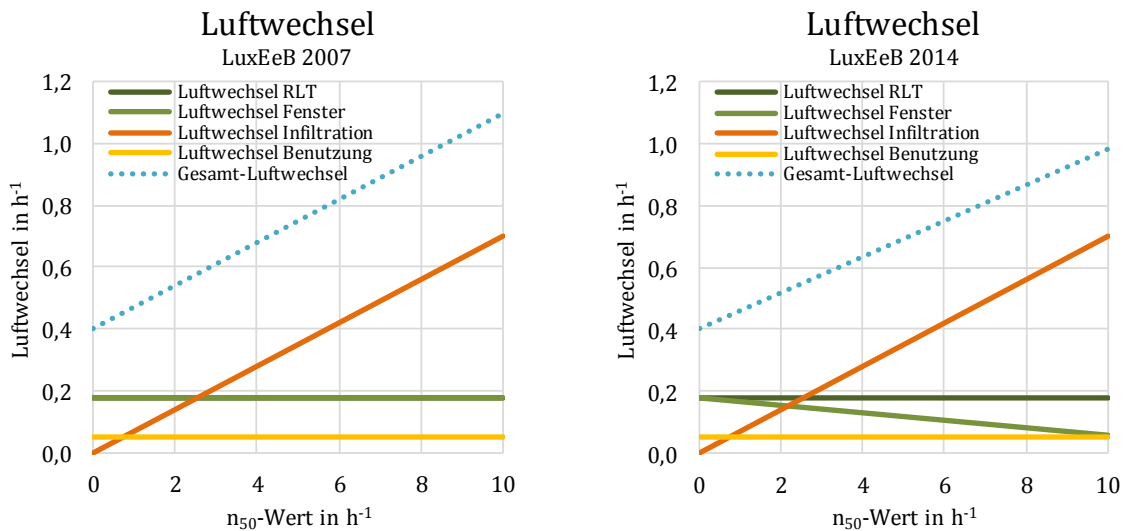 Luftwechsel
LuxEeB 2007
1,2
Luftwechsel RLT
Luftwechsel Fenster
1,0
Luftwechsel Infiltration
Luftwechsel Benutzung
Gesamt-Luftwechsel
0,8
0,6
0,4
0,2
0,0
Luftwechsel in h-1
0 2 4 6 8 10
n50-Wert in h-1
Luftwechsel
LuxEeB 2014
1,2
Luftwechsel RLT
Luftwechsel Fenster
1,0
Luftwechsel Infiltration
Luftwechsel Benutzung
Gesamt-Luftwechsel
0,8
0,6
0,4
0,2
0,0
Luftwechsel in h-1
0 2 4 6 8 10
n50-Wert in h-1